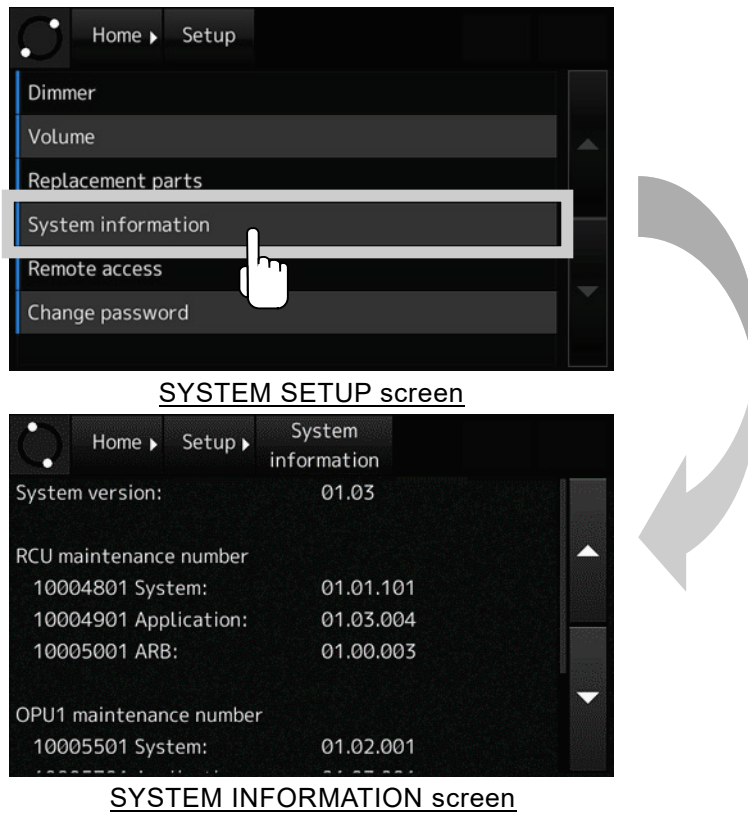 Home Setup
Dimmer
Volume
Replacement parts
System information
Remote access
Change password
SYSTEM SETUP screen
Home Setup System information
System version: 01.03
RCU maintenance number
10004801 System: 01.01.101
10004901 Application: 01.03.004
10005001 ARB: 01.00.003
OPU1 maintenance number
10005501 System: 01.02.001
SYSTEM INFORMATION screen